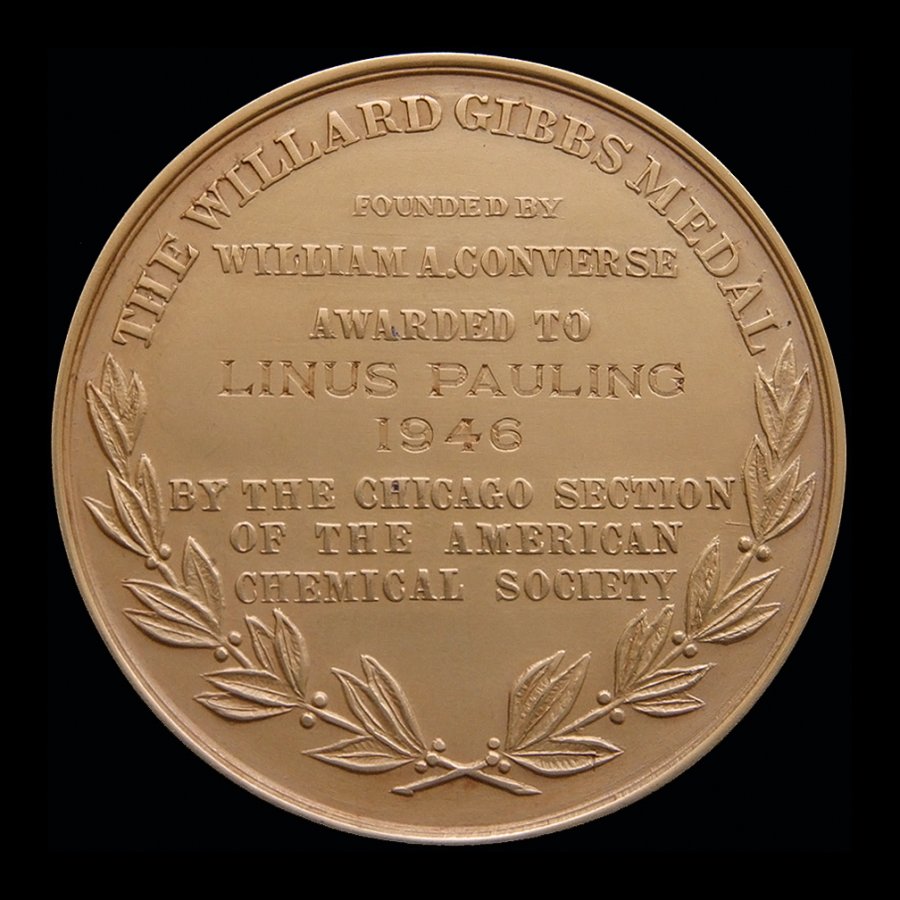 THE WILLARD GIBBS MEDAL
FOUNDED BY
WILLIAM A. CONVERSE
AWARDED TO
LINUS PAULING
1946
BY THE CHICAGO SECTION
OF THE AMERICAN
CHEMICAL SOCIETY